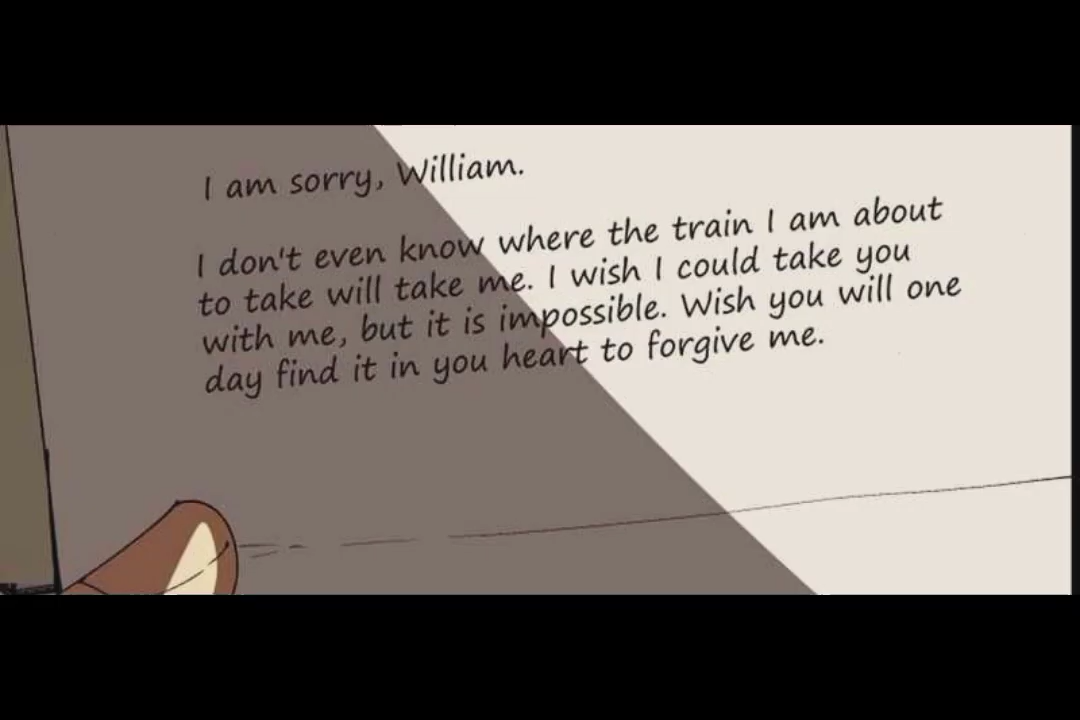 I am sorry, William.
I don't even know where the train I am about
to take will take me. I wish I could take you
with me, but it is impossible. Wish you will one
day find it in you heart to forgive me.